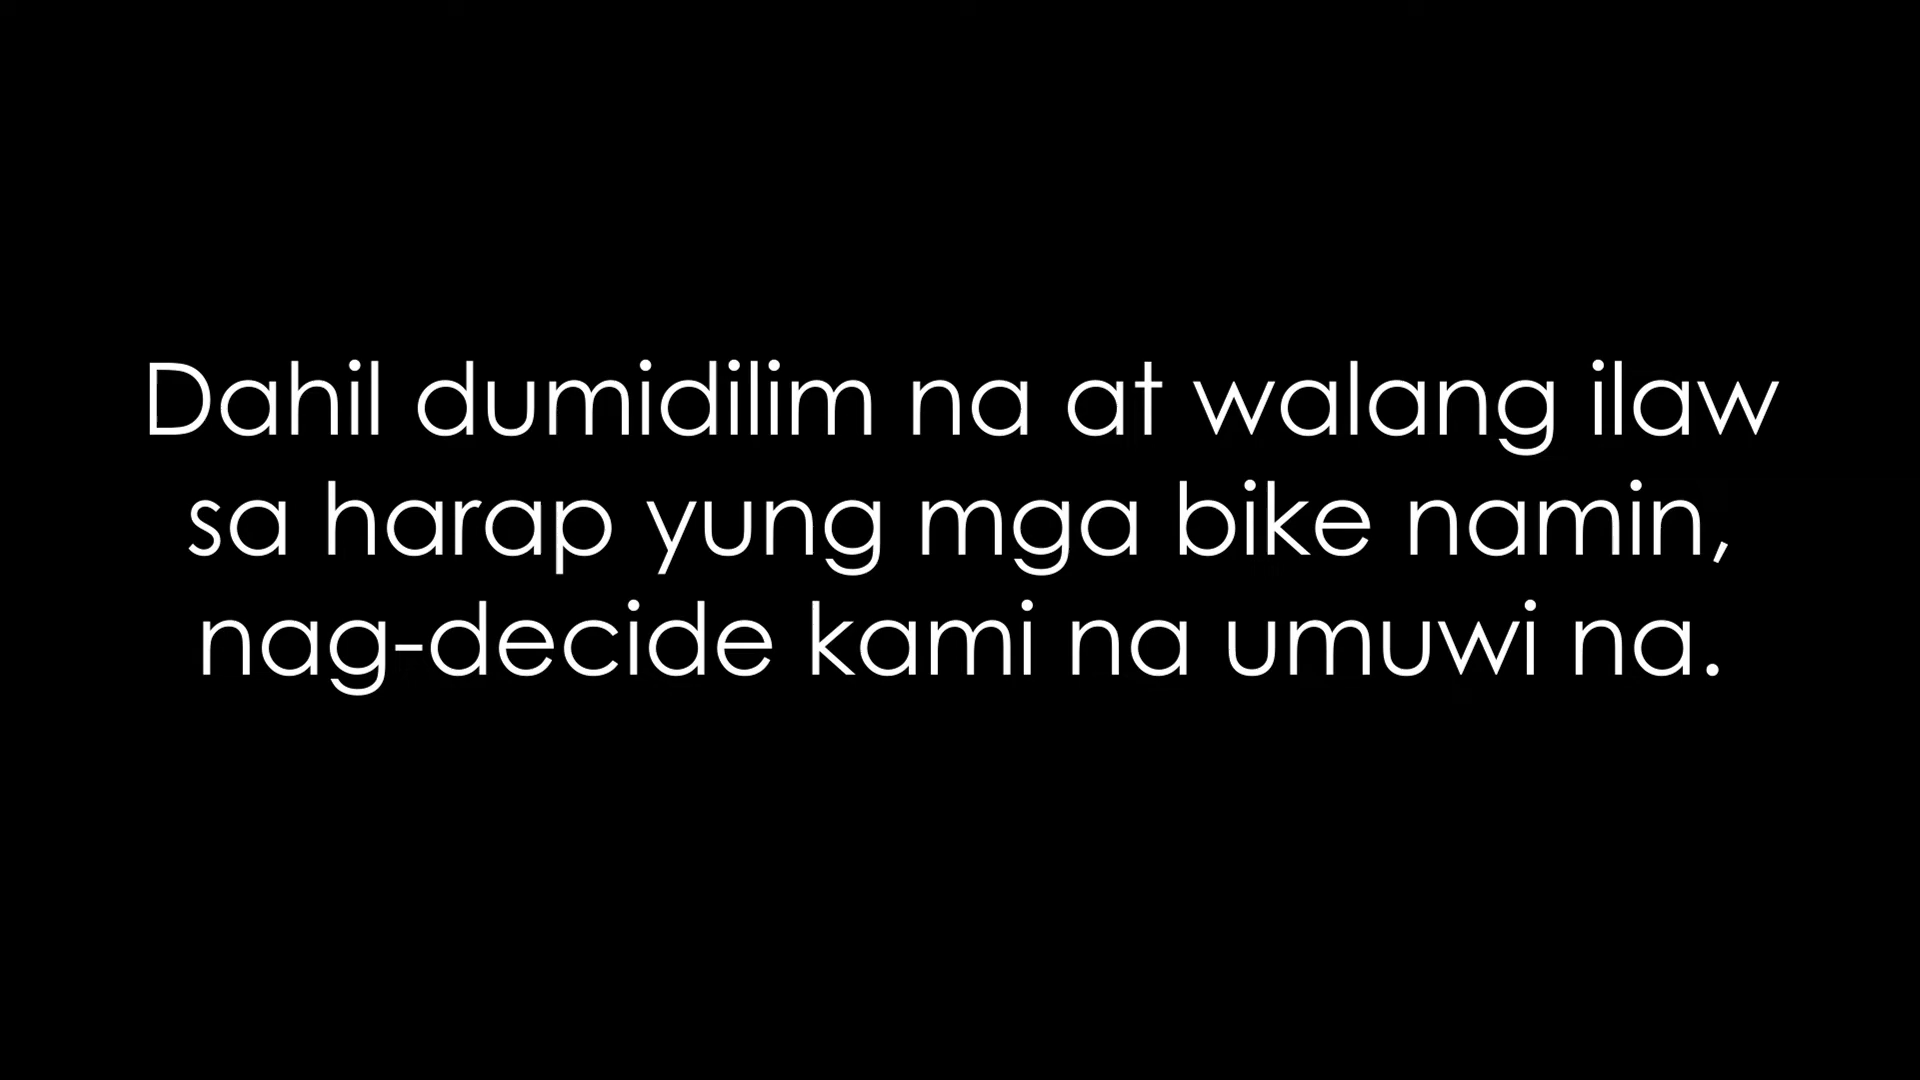 Dahil dumidilim na at walang ilaw
sa harap yung mga bike namin,
nag-decide kami na umuwi na.